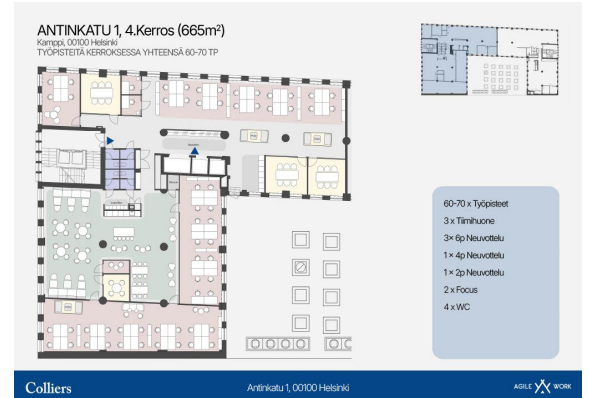 ANTINKATU 1, 4.Kerros (665m²)
Kamppi, 00100 Helsinki
TYÖPISTEITÄ KERROKSESSA YHTEENSÄ 60-70 TP
60-70 x Työpisteet
3 x Tiimihuone
3× 6p Neuvottelu
1 × 4p Neuvottelu
1 × 2p Neuvottelu
2 x Focus
4 x WC
Colliers
Antinkatu 1, 00100 Helsinki
AGILE WORK